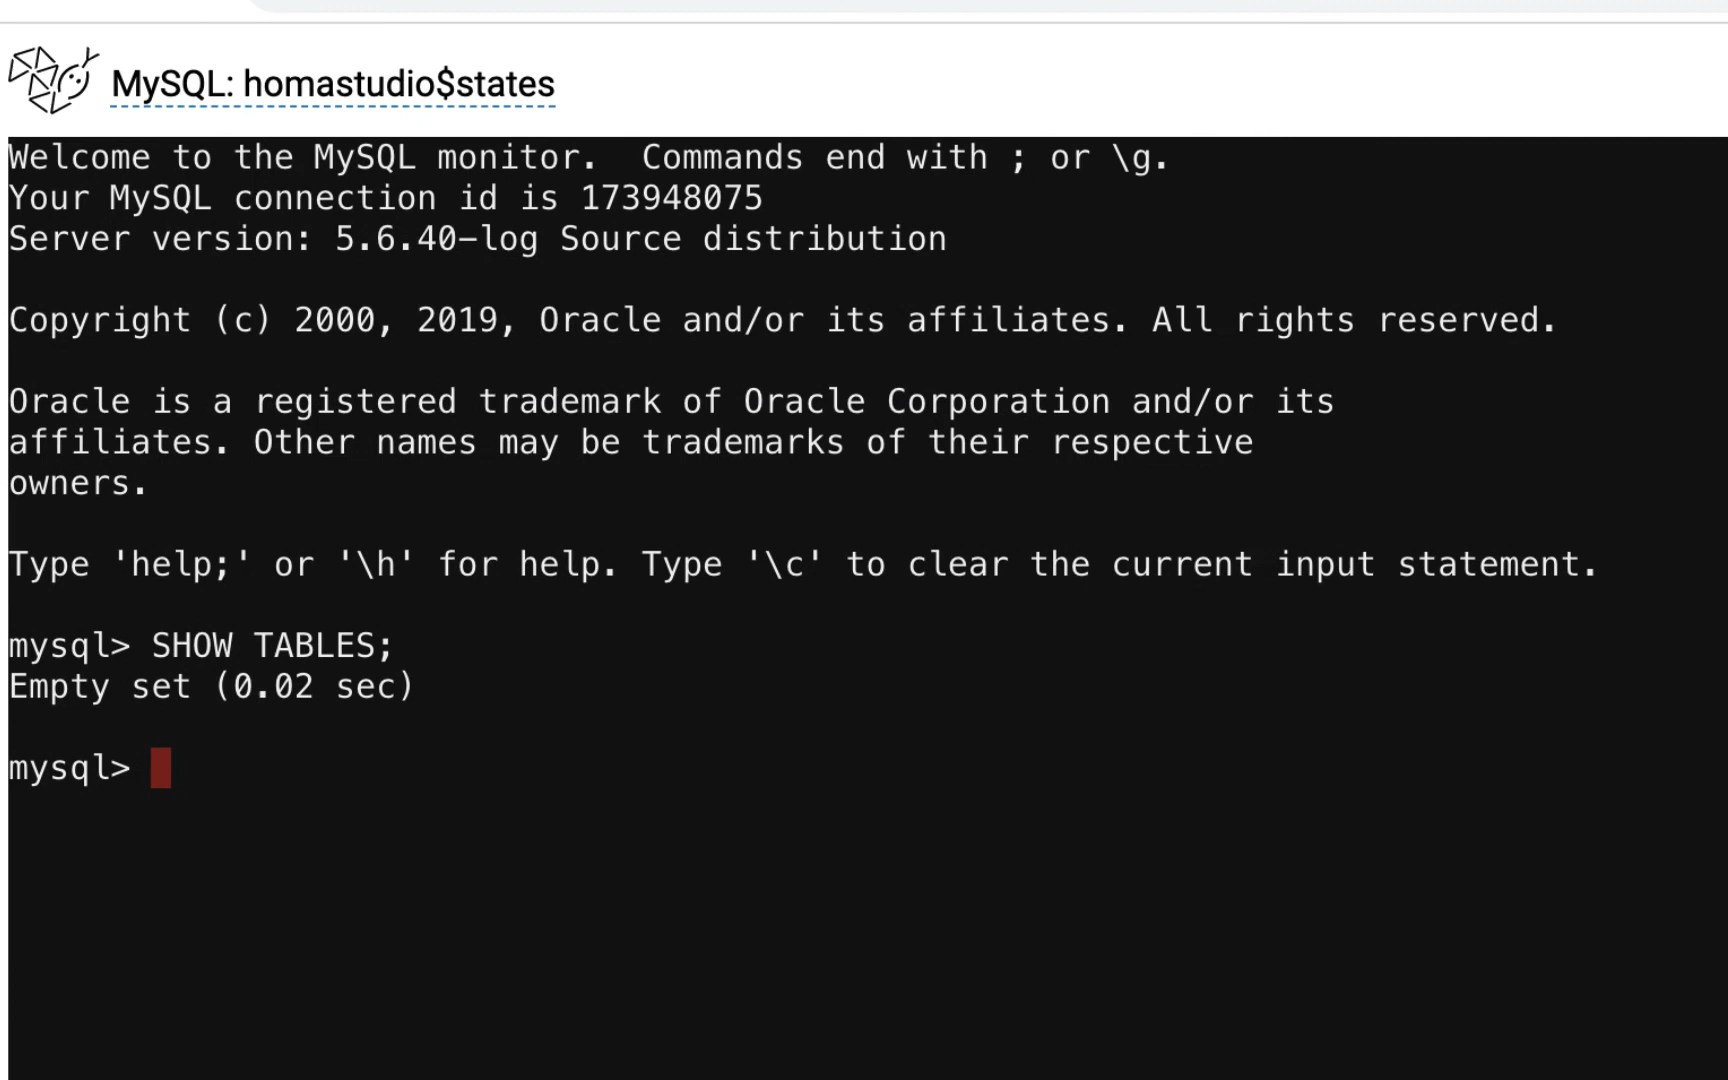 MySQL: homastudio$states
Welcome to the MySQL monitor.  Commands end with ; or \g.
Your MySQL connection id is 173948075
Server version: 5.6.40-log Source distribution
Copyright (c) 2000, 2019, Oracle and/or its affiliates. All rights reserved.
Oracle is a registered trademark of Oracle Corporation and/or its
affiliates. Other names may be trademarks of their respective
owners.
Type 'help;' or '\h' for help. Type '\c' to clear the current input statement.
mysql> SHOW TABLES;
Empty set (0.02 sec)
mysql>